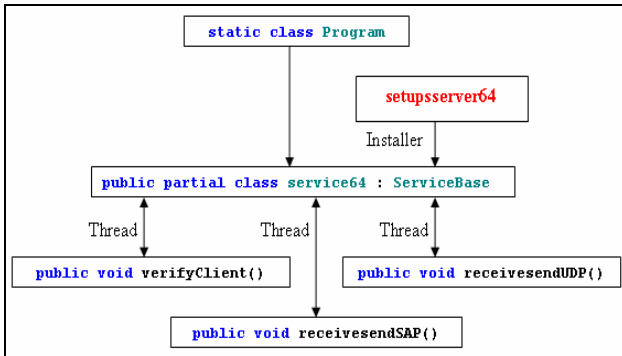 static class Program
setupsserver64
Installer
public partial class service64 : ServiceBase
Thread
Thread
Thread
public void verifyClient()
public void receivesendUDP()
public void receivesendSAP()